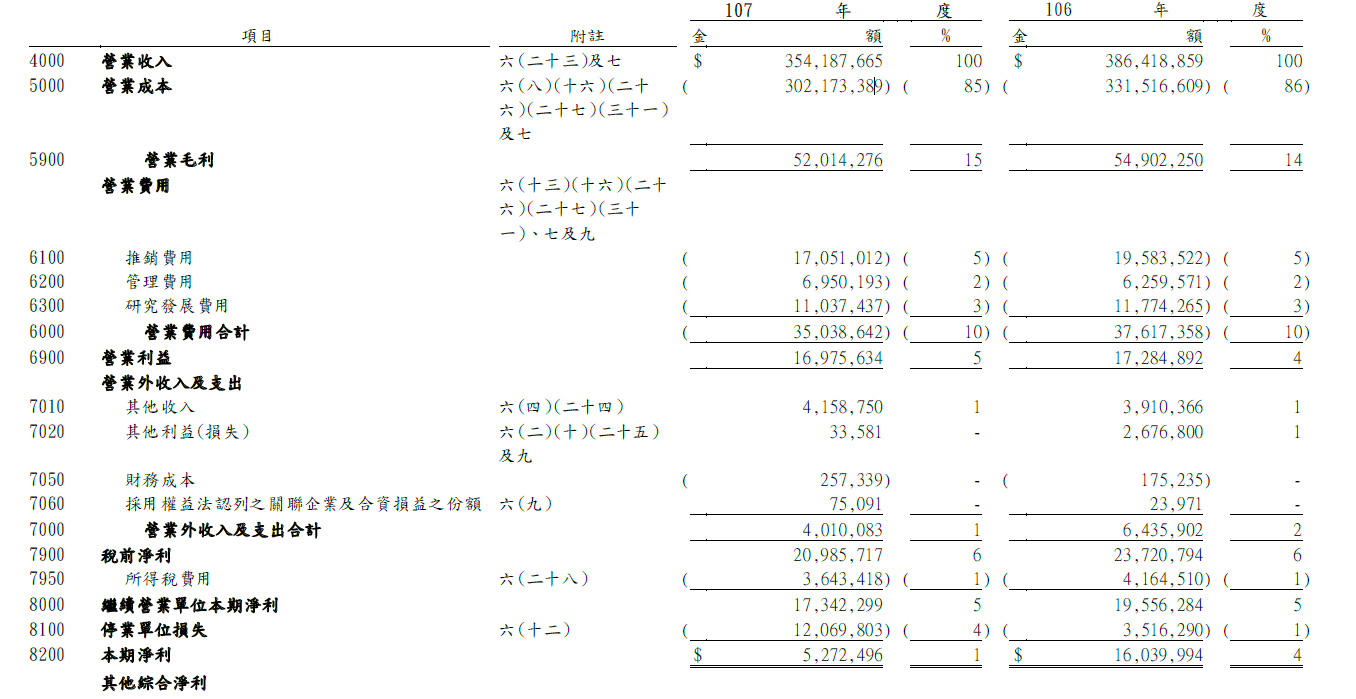 107 年 度 106 年 度
項目 附註 金 額 % 金 額 %
4000 營業收入 六(二十三)及七 $ 354,187,665 100 $ 386,418,859 100
5000 營業成本 六(八)(十六)(二十 ( 302,173,389) ( 85) ( 331,516,609) ( 86)
六)(二十七)(三十一)
及七
5900 營業毛利 52,014,276 15 54,902,250 14
營業費用 六(十三)(十六)(二十
六)(二十七)(三十
一)、七及九
6100 推銷費用 ( 17,051,012) ( 5) ( 19,583,522) ( 5)
6200 管理費用 ( 6,950,193) ( 2) ( 6,259,571) ( 2)
6300 研究發展費用 ( 11,037,437) ( 3) ( 11,774,265) ( 3)
6000 營業費用合計 ( 35,038,642) ( 10) ( 37,617,358) ( 10)
6900 營業利益 16,975,634 5 17,284,892 4
營業外收入及支出
7010 其他收入 六(四)(二十四) 4,158,750 1 3,910,366 1
7020 其他利益(損失) 六(二)(十)(二十五) 33,581 - 2,676,800 1
及九
7050 財務成本 ( 257,339) - ( 175,235) -
7060 採用權益法認列之關聯企業及合資損益之份額 六(九) 75,091 - 23,971 -
7000 營業外收入及支出合計 4,010,083 1 6,435,902 2
7900 稅前淨利 20,985,717 6 23,720,794 6
7950 所得稅費用 六(二十八) ( 3,643,418) ( 1) ( 4,164,510) ( 1)
8000 繼續營業單位本期淨利 17,342,299 5 19,556,284 5
8100 停業單位損失 六(十二) ( 12,069,803) ( 4) ( 3,516,290) ( 1)
8200 本期淨利 $ 5,272,496 1 $ 16,039,994 4
其他綜合淨利